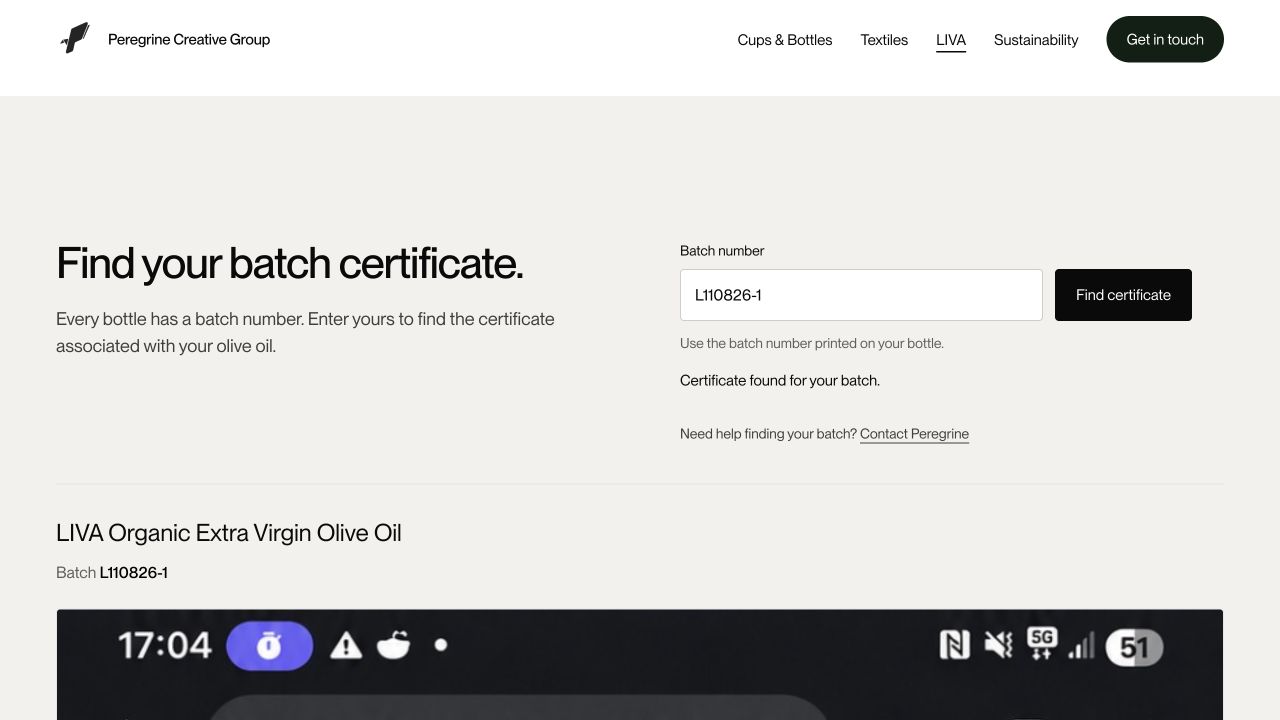 Peregrine Creative Group
Cups & Bottles
Textiles
LIVA
Sustainability
Get in touch
Find your batch certificate.
Every bottle has a batch number. Enter yours to find the certificate
associated with your olive oil.
Batch number
L110826-1
Find certificate
Use the batch number printed on your bottle.
Certificate found for your batch.
Need help finding your batch? Contact Peregrine
LIVA Organic Extra Virgin Olive Oil
Batch L110826-1
17:04
5G
51